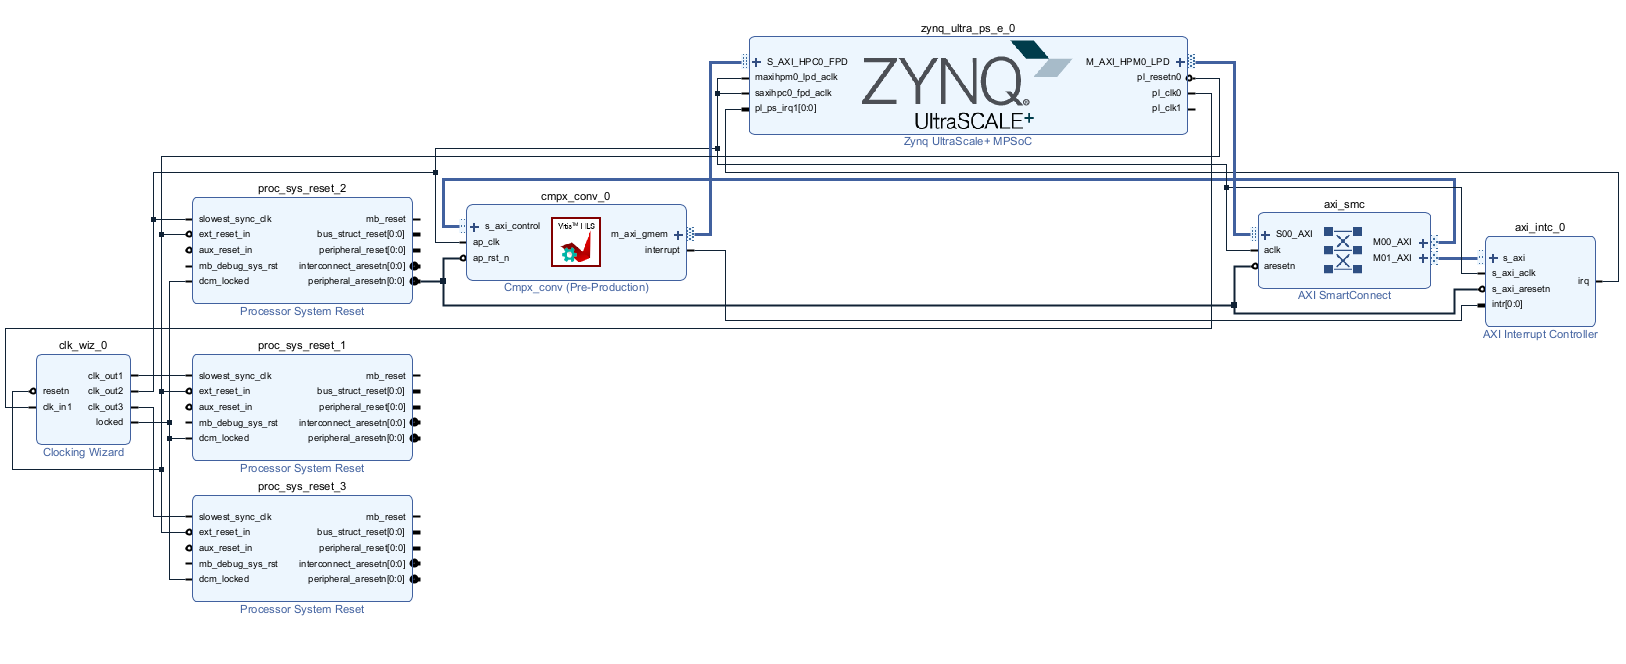 zynq_ultra_ps_e_0
S_AXI_HPC0_FPD
maxihpm0_lpd_aclk
saxihpc0_fpd_aclk
pl_ps_irq1[0:0]
ZYNQ
UltraSCALE+
M_AXI_HPM0_LPD
pl_resetn0
pl_clk0
pl_clk1
Zynq UltraScale+ MPSoC
proc_sys_reset_2
slowest_sync_clk
ext_reset_in
aux_reset_in
mb_debug_sys_rst
dcm_locked
mb_reset
bus_struct_reset[0:0]
peripheral_reset[0:0]
interconnect_aresetn[0:0]
peripheral_aresetn[0:0]
Processor System Reset
cmpx_conv_0
s_axi_control
ap_clk
ap_rst_n
Vitis™ HLS
m_axi_gmem
interrupt
Cmpx_conv (Pre-Production)
axi_smc
S00_AXI
aclk
aresetn
M00_AXI
M01_AXI
AXI SmartConnect
axi_intc_0
s_axi
s_axi_aclk
s_axi_aresetn
intr[0:0]
irq
AXI Interrupt Controller
clk_wiz_0
resetn
clk_in1
clk_out1
clk_out2
clk_out3
locked
Clocking Wizard
proc_sys_reset_1
slowest_sync_clk
ext_reset_in
aux_reset_in
mb_debug_sys_rst
dcm_locked
mb_reset
bus_struct_reset[0:0]
peripheral_reset[0:0]
interconnect_aresetn[0:0]
peripheral_aresetn[0:0]
Processor System Reset
proc_sys_reset_3
slowest_sync_clk
ext_reset_in
aux_reset_in
mb_debug_sys_rst
dcm_locked
mb_reset
bus_struct_reset[0:0]
peripheral_reset[0:0]
interconnect_aresetn[0:0]
peripheral_aresetn[0:0]
Processor System Reset